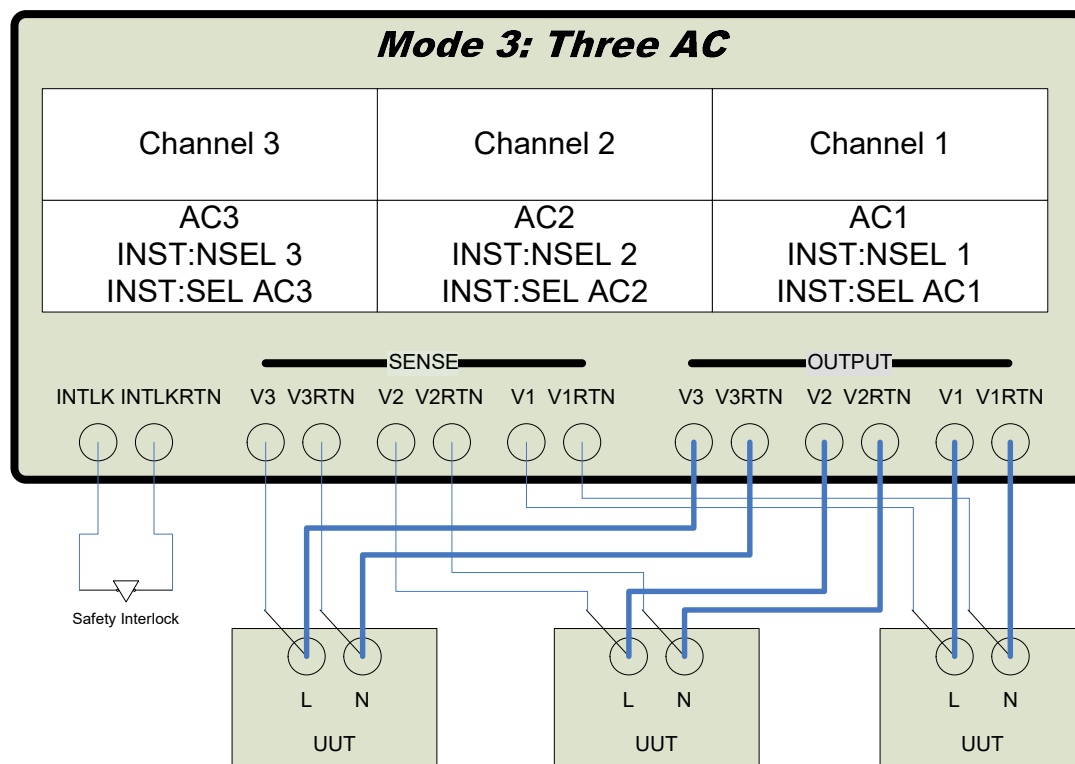 Mode 3: Three AC
Channel 3 Channel 2 Channel 1
AC3 AC2 AC1
INST:NSEL 3 INST:NSEL 2 INST:NSEL 1
INST:SEL AC3 INST:SEL AC2 INST:SEL AC1
SENSE OUTPUT
INTLK INTLKRTN V3 V3RTN V2 V2RTN V1 V1RTN V3 V3RTN V2 V2RTN V1 V1RTN
Safety Interlock
L N L N L N
UUT UUT UUT